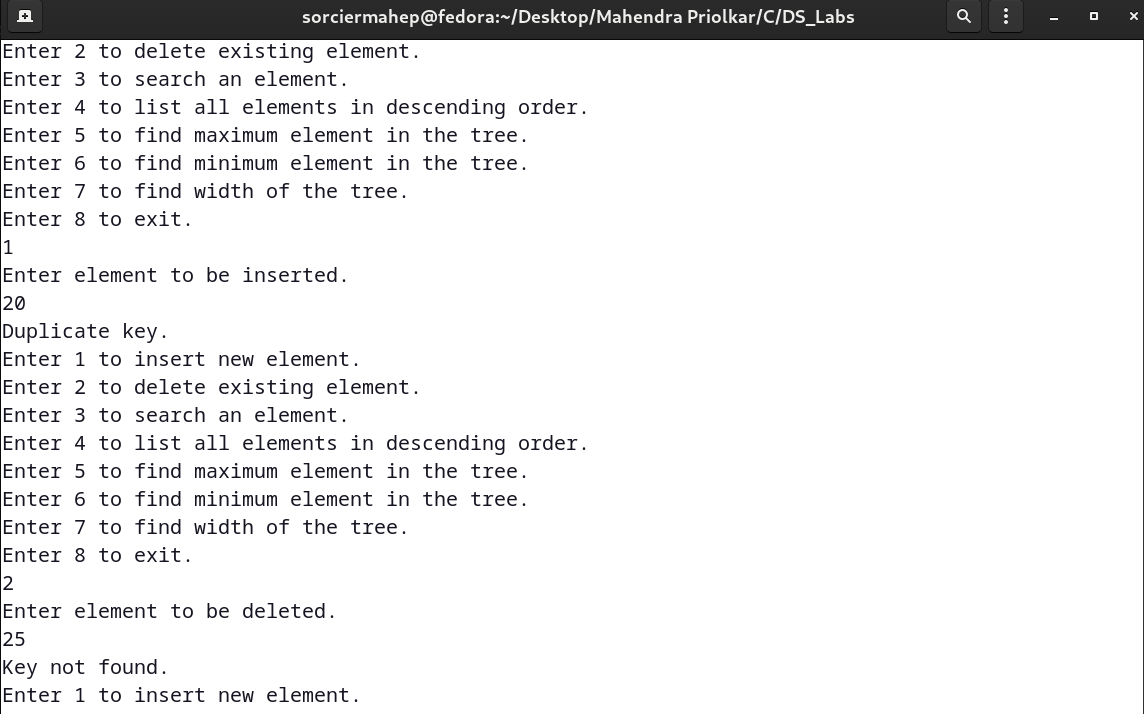 sorciermahep@fedora:~/Desktop/Mahendra Priolkar/C/DS_Labs
Enter 2 to delete existing element.
Enter 3 to search an element.
Enter 4 to list all elements in descending order.
Enter 5 to find maximum element in the tree.
Enter 6 to find minimum element in the tree.
Enter 7 to find width of the tree.
Enter 8 to exit.
1
Enter element to be inserted.
20
Duplicate key.
Enter 1 to insert new element.
Enter 2 to delete existing element.
Enter 3 to search an element.
Enter 4 to list all elements in descending order.
Enter 5 to find maximum element in the tree.
Enter 6 to find minimum element in the tree.
Enter 7 to find width of the tree.
Enter 8 to exit.
2
Enter element to be deleted.
25
Key not found.
Enter 1 to insert new element.